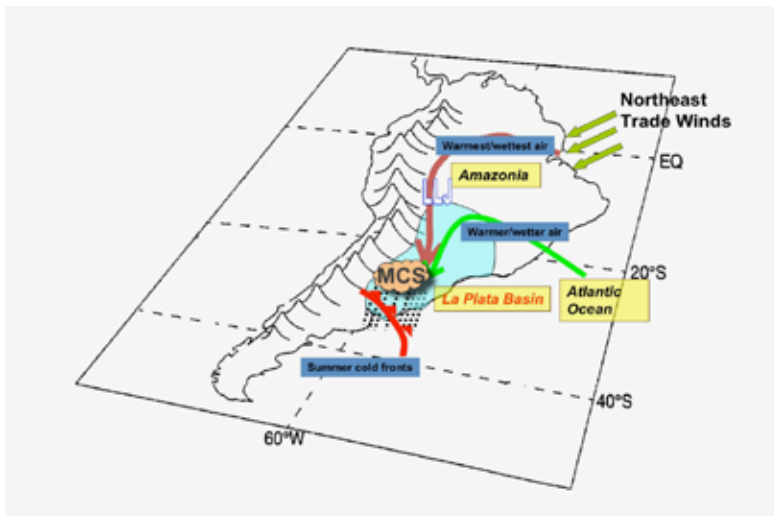 Northeast
Trade Winds
Warmest/wettest air
EQ
Amazonia
LLJ
Warmer/wetter air
MCS
20°S
La Plata Basin
Atlantic
Ocean
Summer cold fronts
40°S
60°W